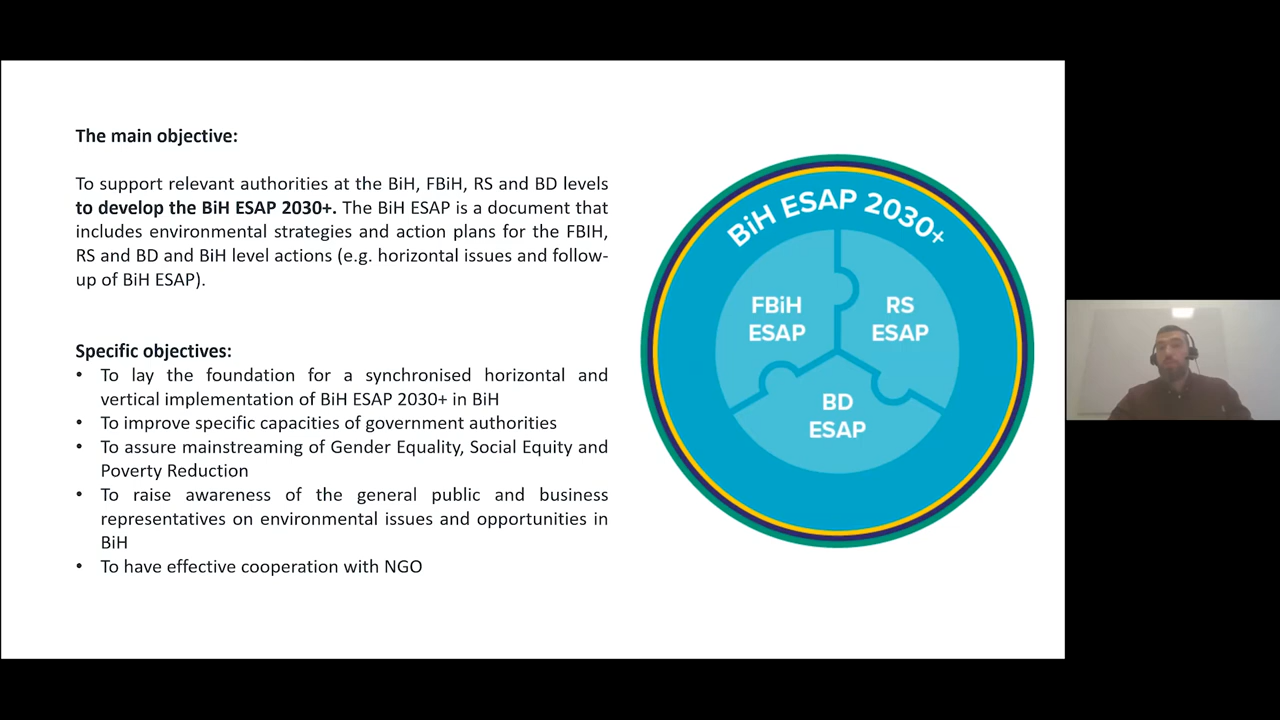 The main objective:
To support relevant authorities at the BiH, FBiH, RS and BD levels
to develop the BiH ESAP 2030+. The BiH ESAP is a document that
includes environmental strategies and action plans for the FBIH,
RS and BD and BiH level actions (e.g. horizontal issues and follow-
up of BiH ESAP).
Specific objectives:
• To lay the foundation for a synchronised horizontal and
vertical implementation of BiH ESAP 2030+ in BiH
• To improve specific capacities of government authorities
• To assure mainstreaming of Gender Equality, Social Equity and
Poverty Reduction
• To raise awareness of the general public and business
representatives on environmental issues and opportunities in
BiH
• To have effective cooperation with NGO
BiH ESAP 2030+
FBiH
ESAP
RS
ESAP
BD
ESAP